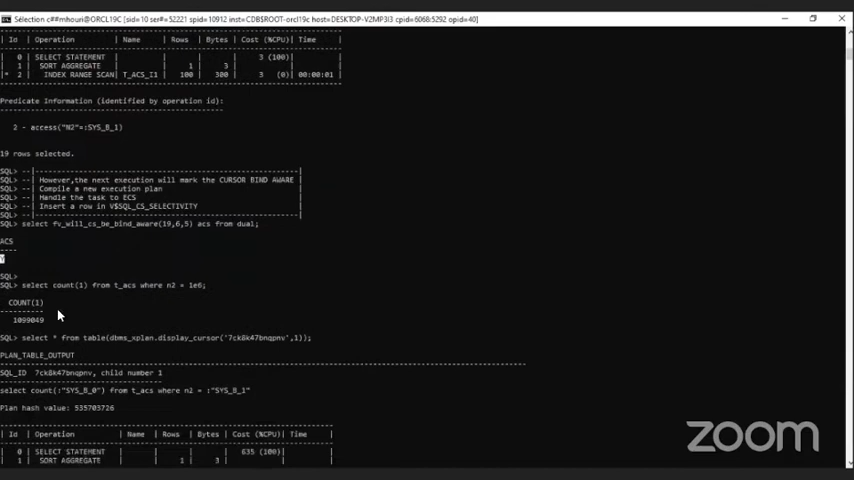 Sélection c##mhouri@ORCL19C [sid=10 ser#=52221 spid=10912 inst=CDB$ROOT-orcl19c host=DESKTOP-V2MP3I3 cpid=6068:5292 opid=40]
| Id | Operation | Name | Rows | Bytes | Cost (%CPU)| Time |
| 0 | SELECT STATEMENT | | | | 3 (100)| |
| 1 | SORT AGGREGATE | | 1 | 3 | | |
|* 2 | INDEX RANGE SCAN| T_ACS_I1 | 100 | 300 | 3 (0)| 00:00:01 |
Predicate Information (identified by operation id):
2 - access("N2"=:SYS_B_1)
19 rows selected.
SQL> --|----------------------------------------------------------|
SQL> --| However,the next execution will mark the CURSOR BIND AWARE |
SQL> --| Compile a new execution plan |
SQL> --| Handle the task to ECS |
SQL> --| Insert a row in V$SQL_CS_SELECTIVITY |
SQL> --|----------------------------------------------------------|
SQL> select fv_will_cs_be_bind_aware(19,6,5) acs from dual;
ACS
----
Y
SQL>
SQL> select count(1) from t_acs where n2 = 1e6;
COUNT(1)
----------
1099049
SQL> select * from table(dbms_xplan.display_cursor('7ck8k47bnqpnv',1));
PLAN_TABLE_OUTPUT
SQL_ID 7ck8k47bnqpnv, child number 1
select count(:"SYS_B_0") from t_acs where n2 = :"SYS_B_1"
Plan hash value: 535703726
| Id | Operation | Name | Rows | Bytes | Cost (%CPU)| Time |
| 0 | SELECT STATEMENT | | | | 635 (100)| |
| 1 | SORT AGGREGATE | | 1 | 3 | | |
zoom